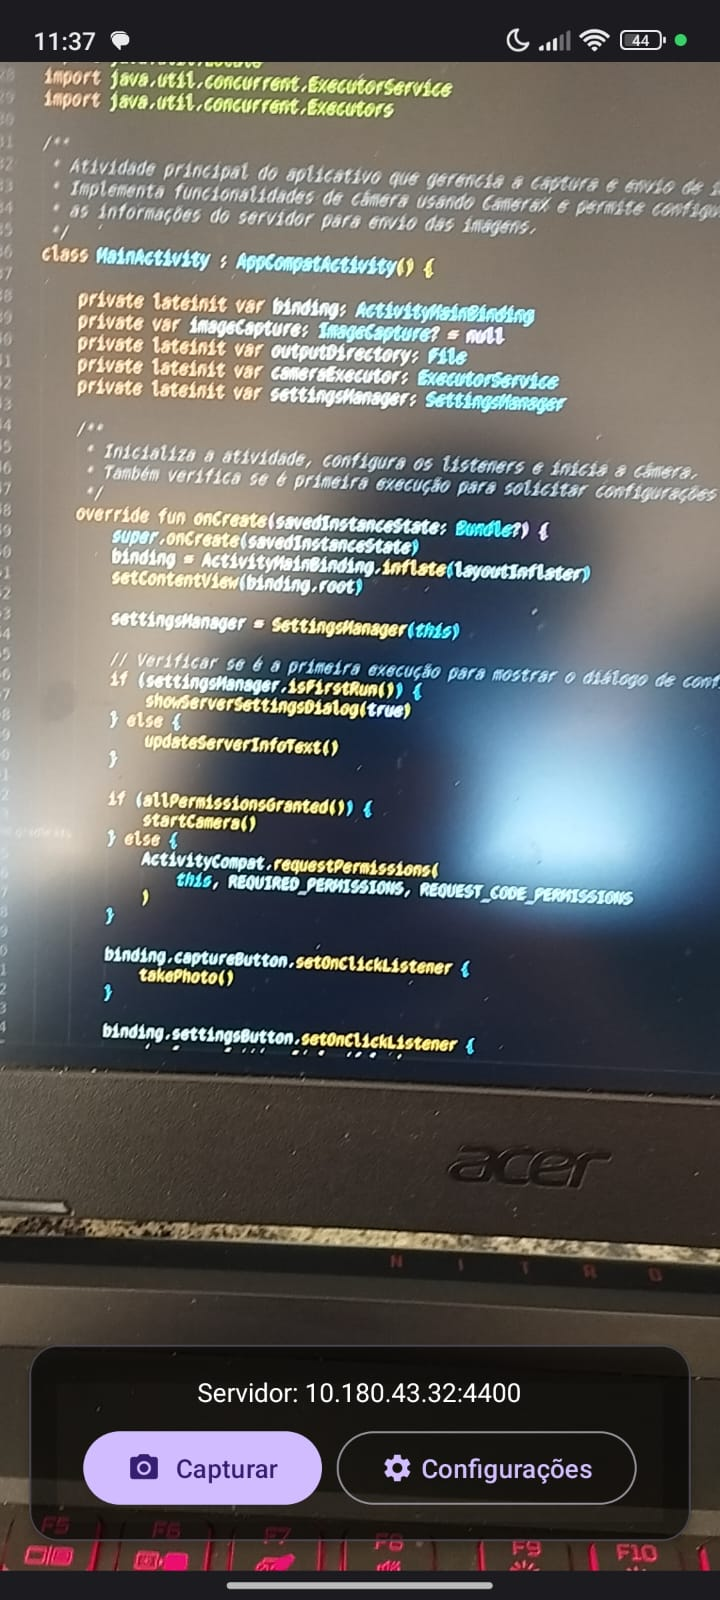 11:37
44
import java.util.concurrent.ExecutorService
import java.util.concurrent.Executors
/**
* Atividade principal do aplicativo que gerencia a captura e envio de
* Implementa funcionalidades de câmera usando CameraX e permite configu
* as informações do servidor para envio das imagens.
*/
class MainActivity : AppCompatActivity() {
private lateinit var binding: ActivityMainBinding
private var imageCapture: ImageCapture? = null
private lateinit var outputDirectory: File
private lateinit var cameraExecutor: ExecutorService
private lateinit var settingsManager: SettingsManager
/**
* Inicializa a atividade, configura os listeners e inicia a câmera.
* Também verifica se é primeira execução para solicitar configurações
*/
override fun onCreate(savedInstanceState: Bundle?) {
super.onCreate(savedInstanceState)
binding = ActivityMainBinding.inflate(layoutInflater)
setContentView(binding.root)
settingsManager = SettingsManager(this)
// Verificar se é a primeira execução para mostrar o diálogo de conf
if (settingsManager.isFirstRun()) {
showServerSettingsDialog(true)
} else {
updateServerInfoText()
}
if (allPermissionsGranted()) {
startCamera()
} else {
ActivityCompat.requestPermissions(
this, REQUIRED_PERMISSIONS, REQUEST_CODE_PERMISSIONS
)
}
binding.captureButton.setOnClickListener {
takePhoto()
}
binding.settingsButton.setOnClickListener {
acer
N I T R O
Servidor: 10.180.43.32:4400
Capturar
Configurações
F5 F6 F7 F8 F9 F10